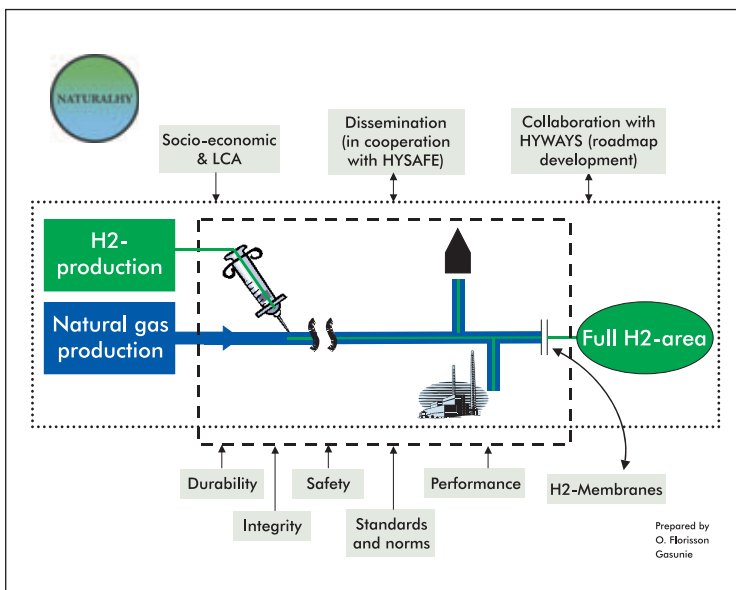 NATURALHY
Socio-economic
& LCA
Dissemination
(in cooperation
with HYSAFE)
Collaboration with
HYWAYS (roadmap
development)
H2-
production
Natural gas
production
Full H2-area
Durability
Integrity
Safety
Standards
and norms
Performance
H2-Membranes
Prepared by
O. Florisson
Gasunie